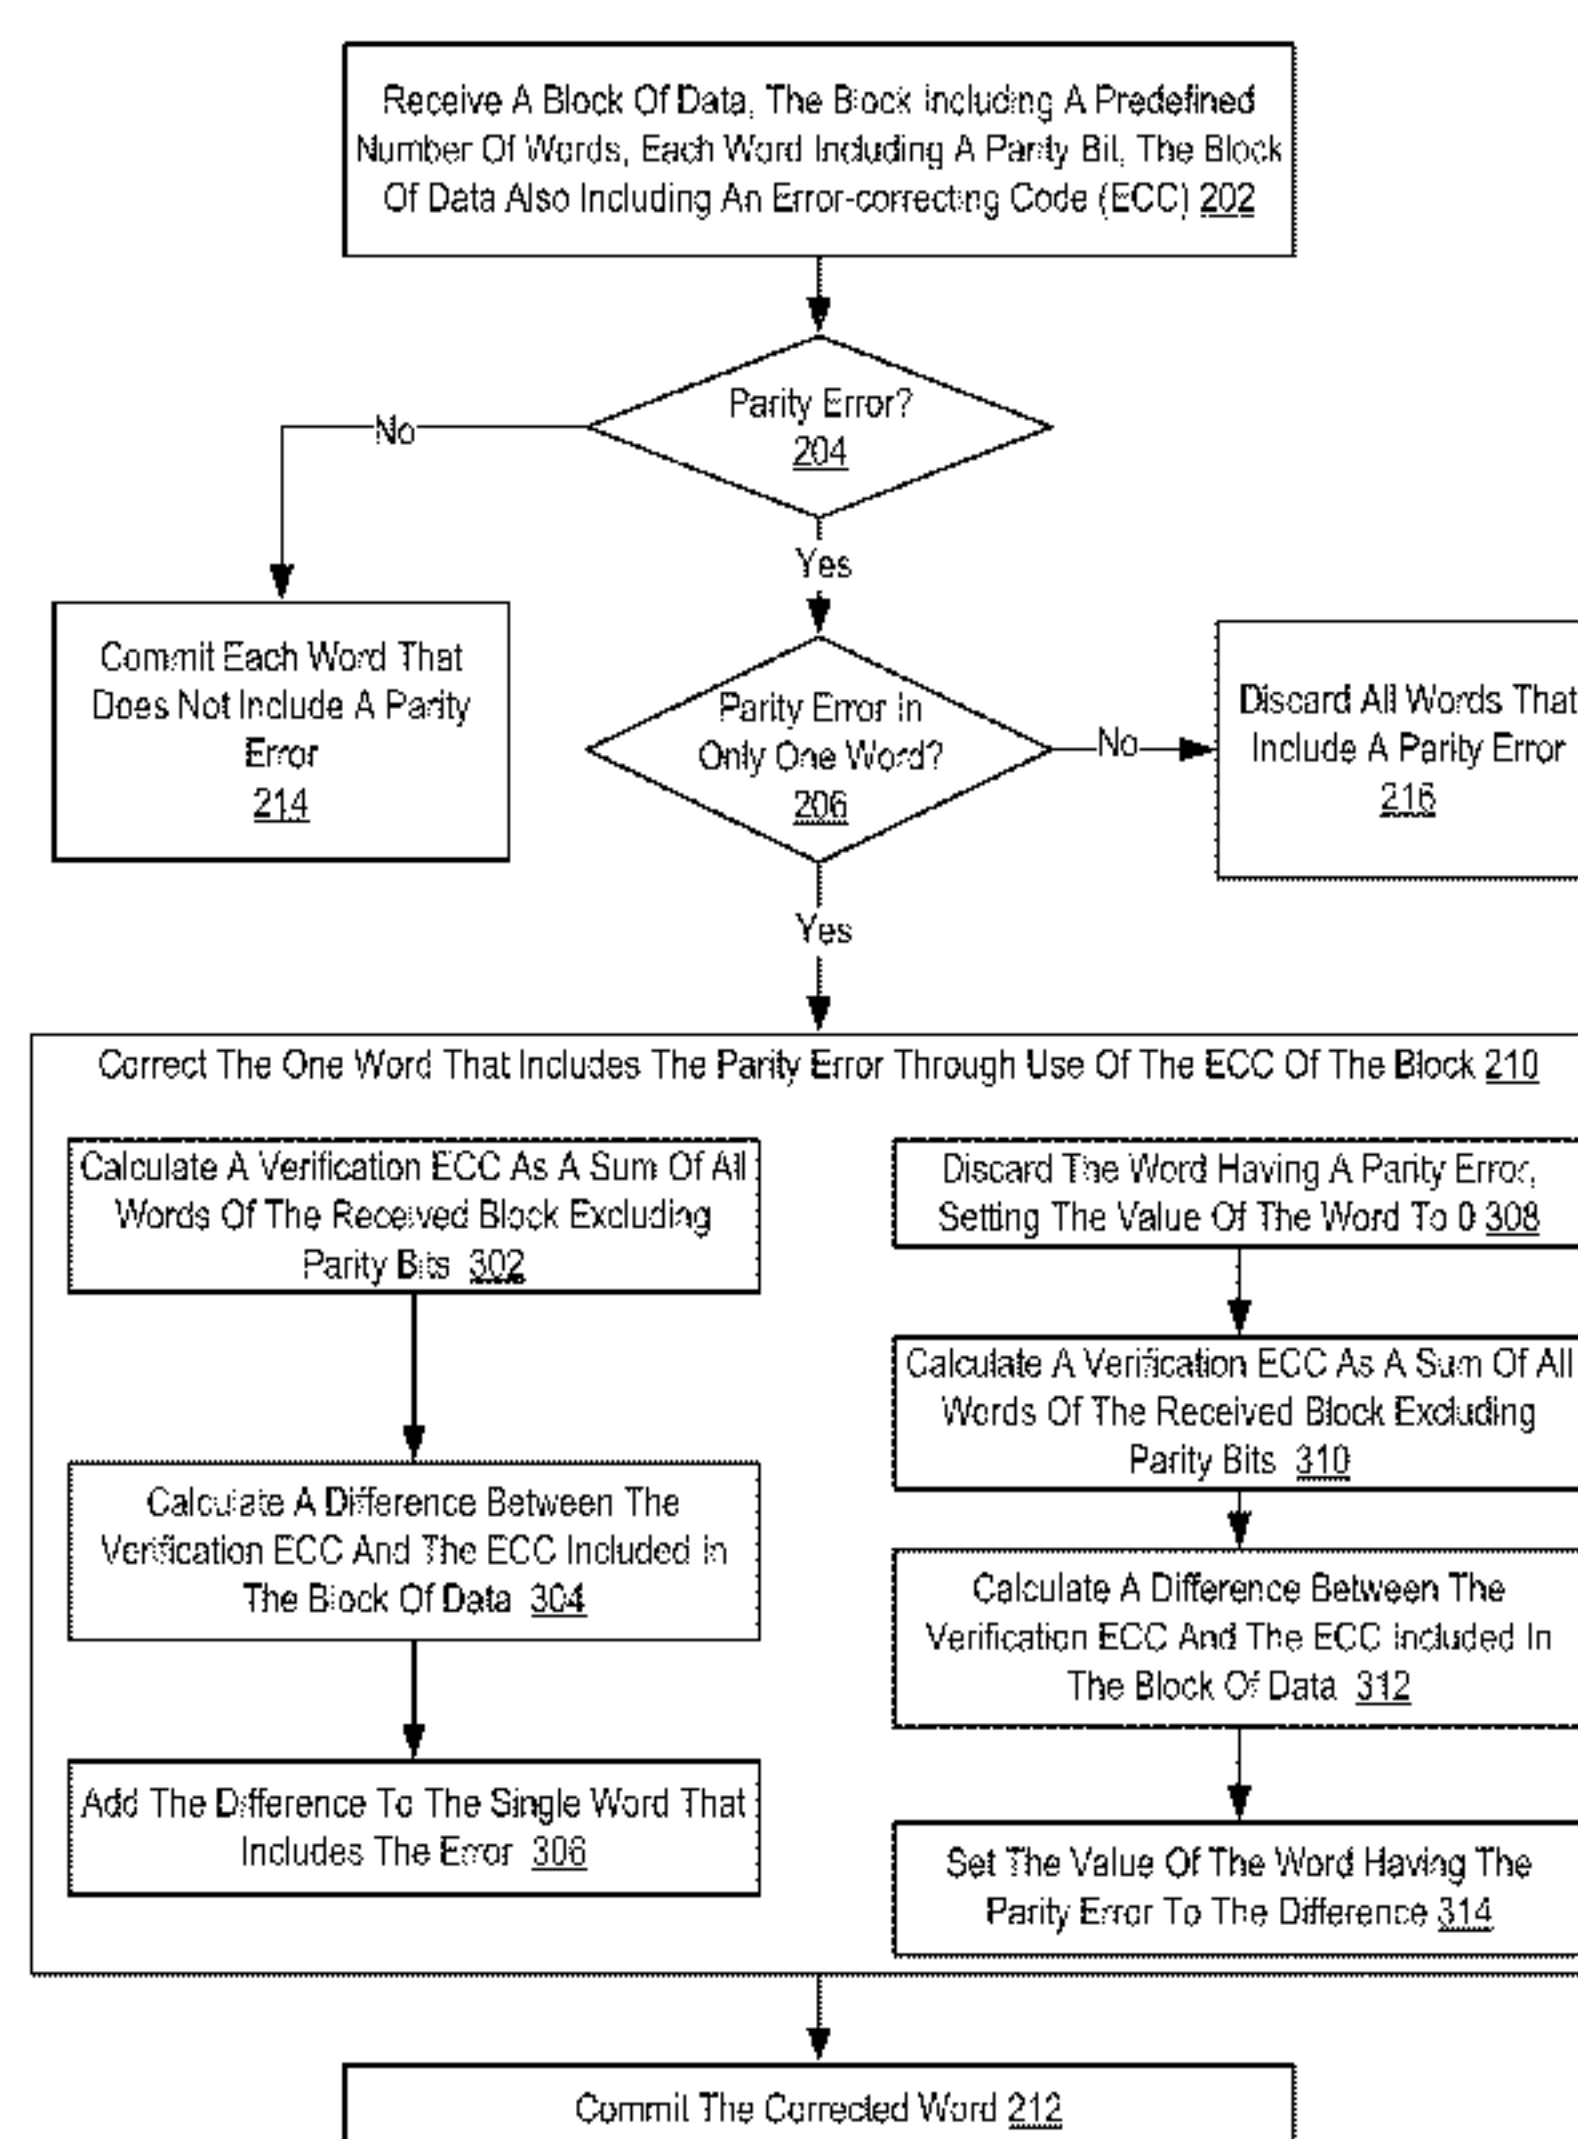 Receive A Block Of Data, The Block Including A Predefined
Number Of Words, Each Word Including A Parity Bit, The Block
Of Data Also Including An Error-correcting Code (ECC) 202
Parity Error?
204
No
Yes
Commit Each Word That
Does Not Include A Parity
Error
214
Parity Error In
Only One Word?
206
No
Discard All Words That
Include A Parity Error
216
Yes
Correct The One Word That Includes The Parity Error Through Use Of The ECC Of The Block 210
Calculate A Verification ECC As A Sum Of All
Words Of The Received Block Excluding
Parity Bits 302
Calculate A Difference Between The
Verification ECC And The ECC Included In
The Block Of Data 304
Add The Difference To The Single Word That
Includes The Error 306
Discard The Word Having A Parity Error,
Setting The Value Of The Word To 0 308
Calculate A Verification ECC As A Sum Of All
Words Of The Received Block Excluding
Parity Bits 310
Calculate A Difference Between The
Verification ECC And The ECC Included In
The Block Of Data 312
Set The Value Of The Word Having The
Parity Error To The Difference 314
Commit The Corrected Word 212